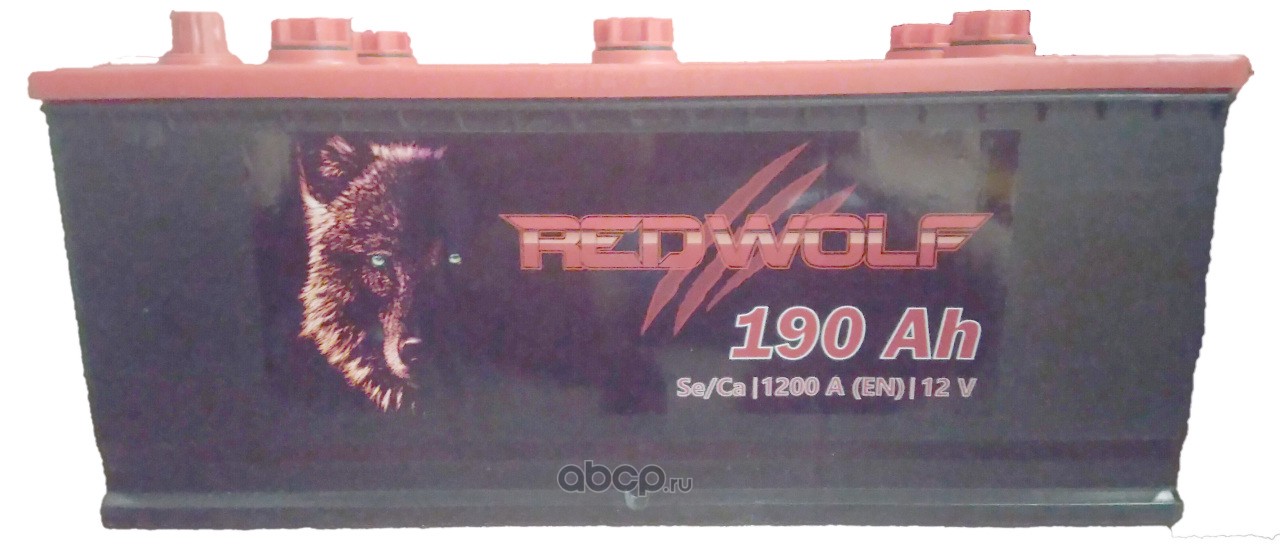 REDWOLF
190 Ah
Se/Ca | 1200 A (EN) | 12 V
abcp.ru